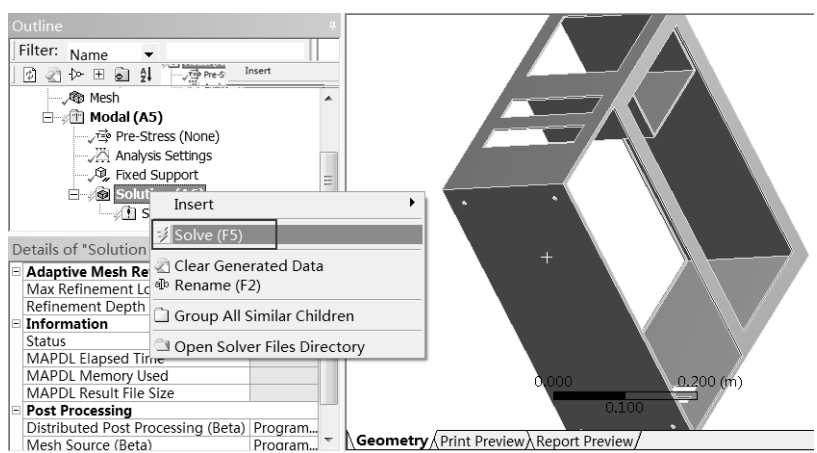 Outline
Filter: Name
Pre-S
Insert
Mesh
Modal (A5)
Pre-Stress (None)
Analysis Settings
Fixed Support
Solution (A6)
S
Insert
Solve (F5)
Clear Generated Data
Rename (F2)
Group All Similar Children
Open Solver Files Directory
Details of "Solution
Adaptive Mesh Re
Max Refinement Lo
Refinement Depth
Information
Status
MAPDL Elapsed Time
MAPDL Memory Used
MAPDL Result File Size
Post Processing
Distributed Post Processing (Beta) Program...
Mesh Source (Beta) Program...
0.000 0.200 (m)
0.100
Geometry Print Preview Report Preview